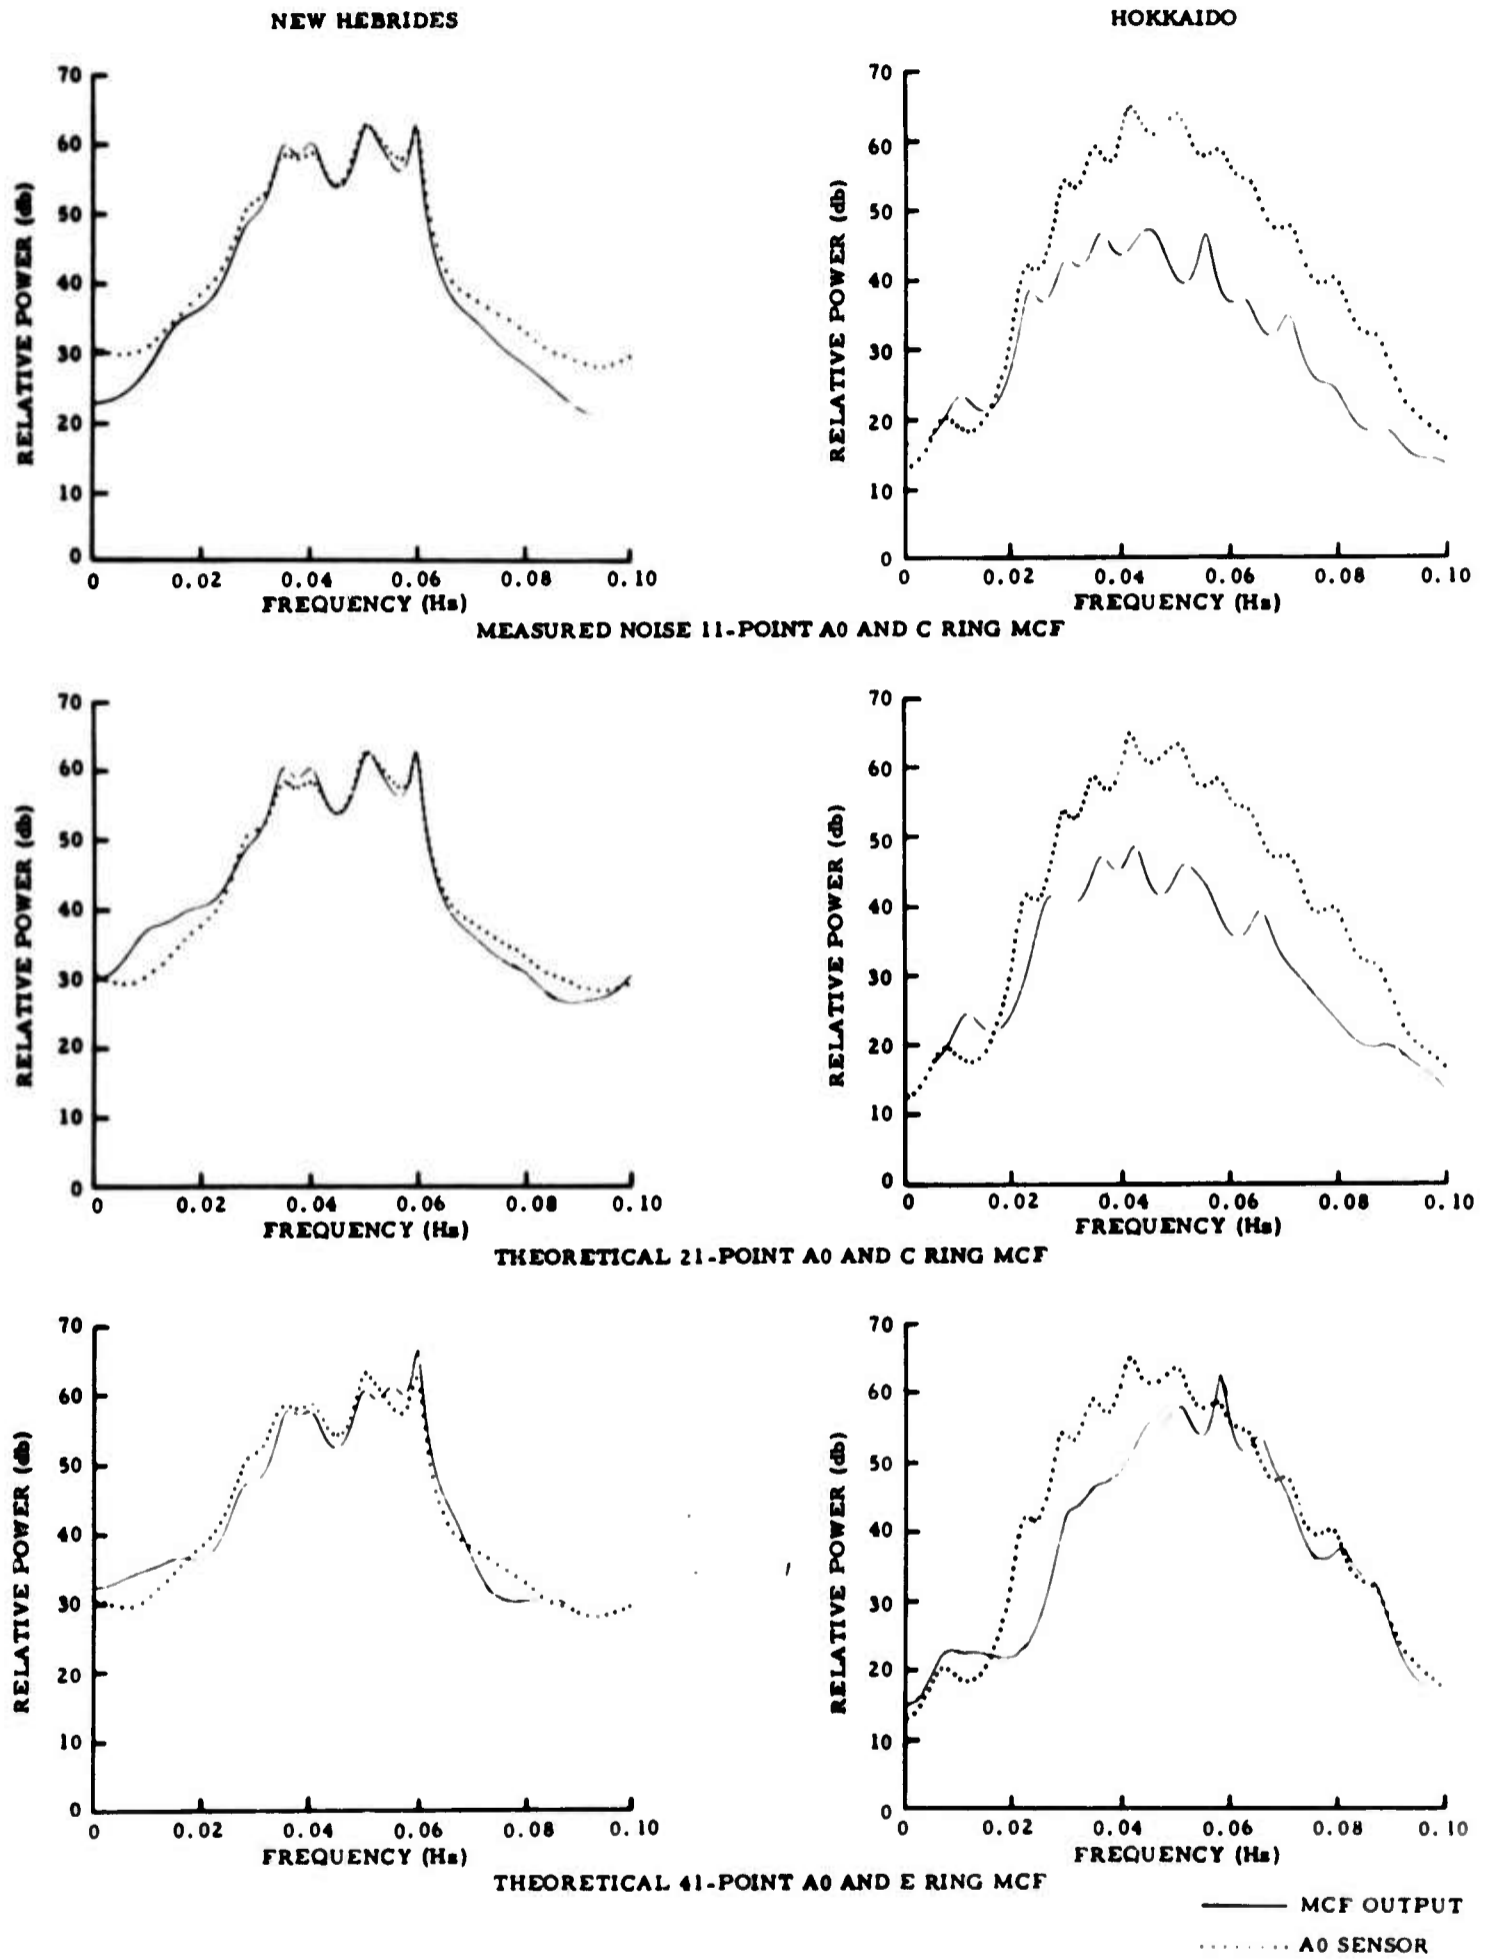 NEW HEBRIDES
HOKKAIDO
70
60
50
40
30
20
10
0
RELATIVE POWER (db)
0 0.02 0.04 0.06 0.08 0.10
FREQUENCY (Hz)
70
60
50
40
30
20
10
0
RELATIVE POWER (db)
0 0.02 0.04 0.06 0.08 0.10
FREQUENCY (Hz)
MEASURED NOISE 11-POINT A0 AND C RING MCF
70
60
50
40
30
20
10
0
RELATIVE POWER (db)
0 0.02 0.04 0.06 0.08 0.10
FREQUENCY (Hz)
70
60
50
40
30
20
10
0
RELATIVE POWER (db)
0 0.02 0.04 0.06 0.08 0.10
FREQUENCY (Hz)
THEORETICAL 21-POINT A0 AND C RING MCF
70
60
50
40
30
20
10
0
RELATIVE POWER (db)
0 0.02 0.04 0.06 0.08 0.10
FREQUENCY (Hz)
70
60
50
40
30
20
10
0
RELATIVE POWER (db)
0 0.02 0.04 0.06 0.08 0.10
FREQUENCY (Hz)
THEORETICAL 41-POINT A0 AND E RING MCF
MCF OUTPUT
A0 SENSOR